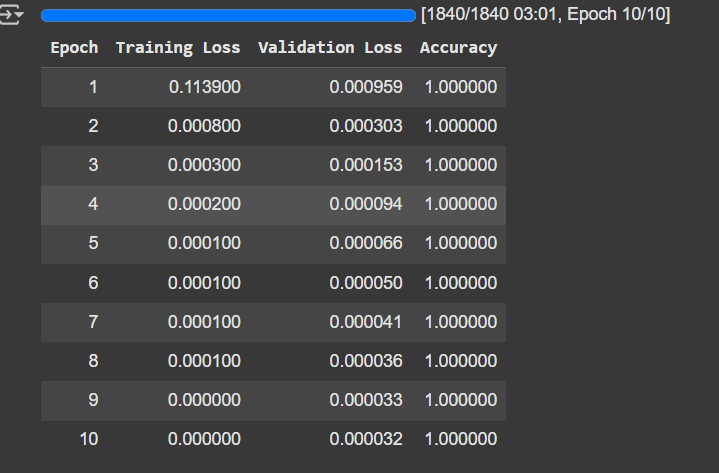 [1840/1840 03:01, Epoch 10/10]
Epoch Training Loss Validation Loss Accuracy
1 0.113900 0.000959 1.000000
2 0.000800 0.000303 1.000000
3 0.000300 0.000153 1.000000
4 0.000200 0.000094 1.000000
5 0.000100 0.000066 1.000000
6 0.000100 0.000050 1.000000
7 0.000100 0.000041 1.000000
8 0.000100 0.000036 1.000000
9 0.000000 0.000033 1.000000
10 0.000000 0.000032 1.000000